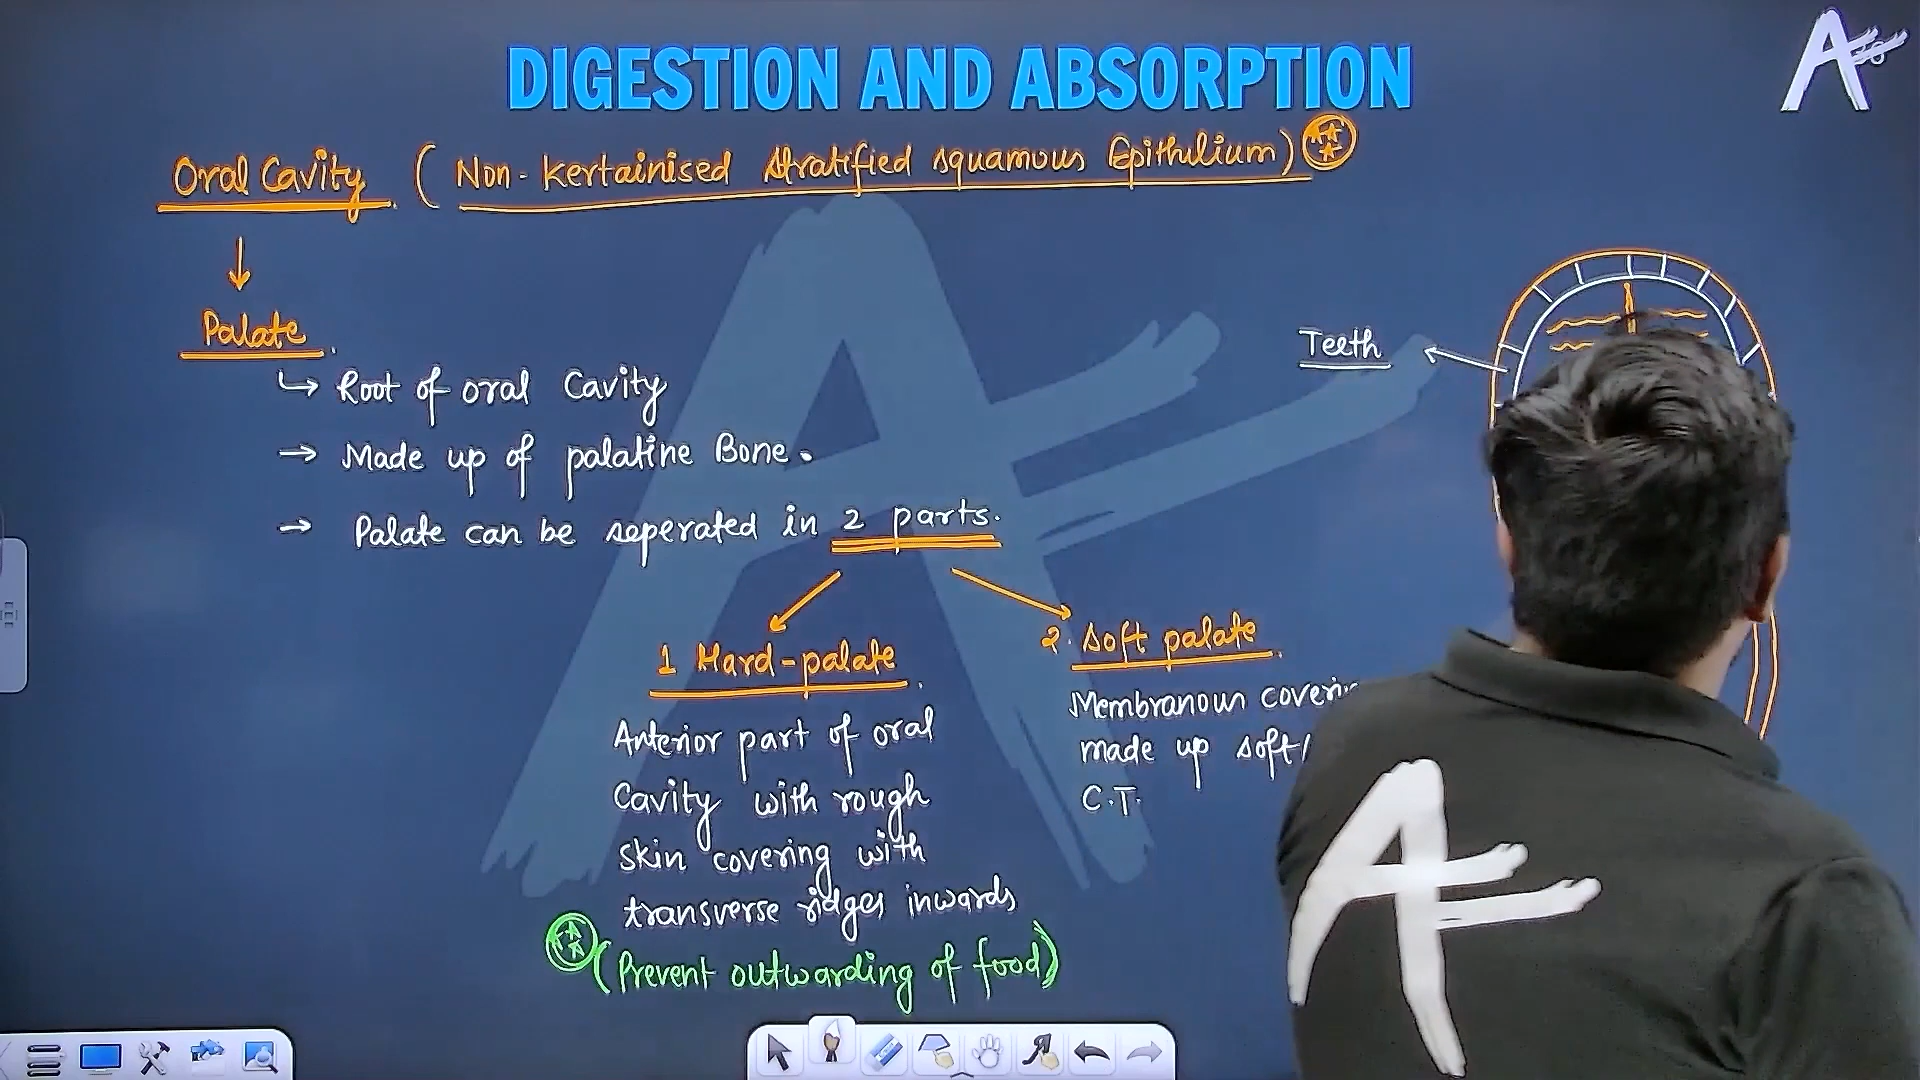 DIGESTION AND ABSORPTION
Oral Cavity ( Non-kertainised stratified squamous Epithilium)
Palate
↳ Root of oral Cavity
→ Made up of palatine Bone.
→ Palate can be seperated in 2 parts.
1 Hard-palate
Anterior part of oral
Cavity with rough
skin covering with
transverse ridges inwards
(Prevent outwarding of food)
2. soft palate
Membranous
made up soft/
C.T.
Teeth